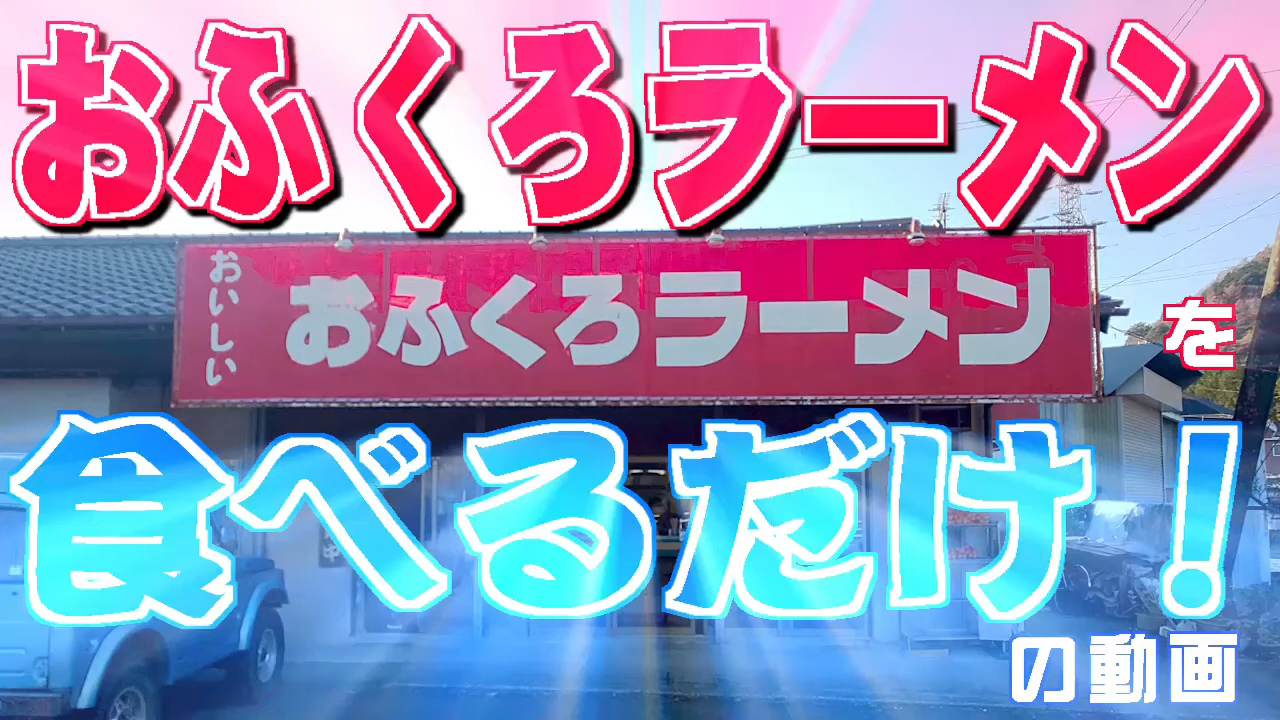 おふくろラーメン
おいしい
おふくろラーメン
を
食べるだけ！
の動画